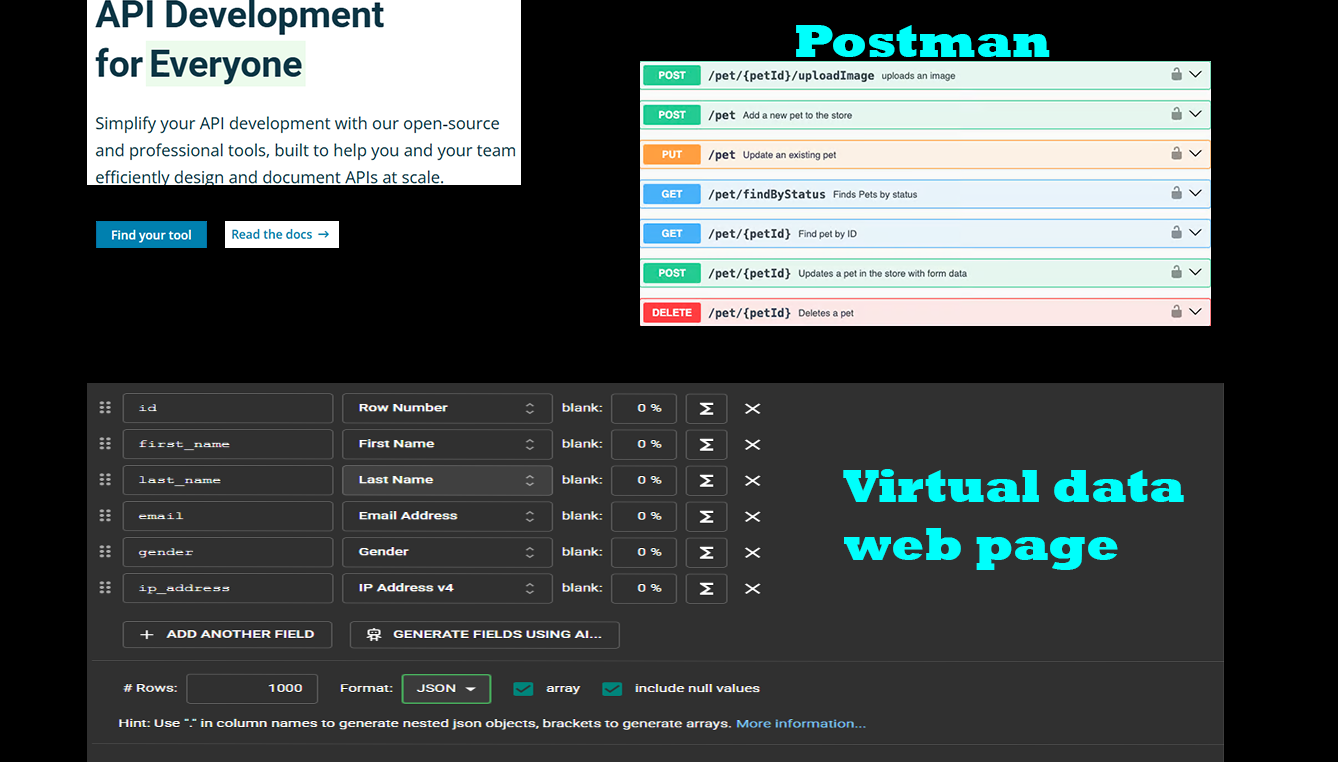 API Development
for Everyone
Simplify your API development with our open-source
and professional tools, built to help you and your team
efficiently design and document APIs at scale.
Find your tool
Read the docs →
Postman
POST /pet/{petId}/uploadImage uploads an image
POST /pet Add a new pet to the store
PUT /pet Update an existing pet
GET /pet/findByStatus Finds Pets by status
GET /pet/{petId} Find pet by ID
POST /pet/{petId} Updates a pet in the store with form data
DELETE /pet/{petId} Deletes a pet
id Row Number blank: 0 % Σ
first_name First Name blank: 0 % Σ
last_name Last Name blank: 0 % Σ
email Email Address blank: 0 % Σ
gender Gender blank: 0 % Σ
ip_address IP Address v4 blank: 0 % Σ
Virtual data
web page
+ ADD ANOTHER FIELD GENERATE FIELDS USING AI...
# Rows: 1000 Format: JSON array include null values
Hint: Use "." in column names to generate nested json objects, brackets to generate arrays. More information...